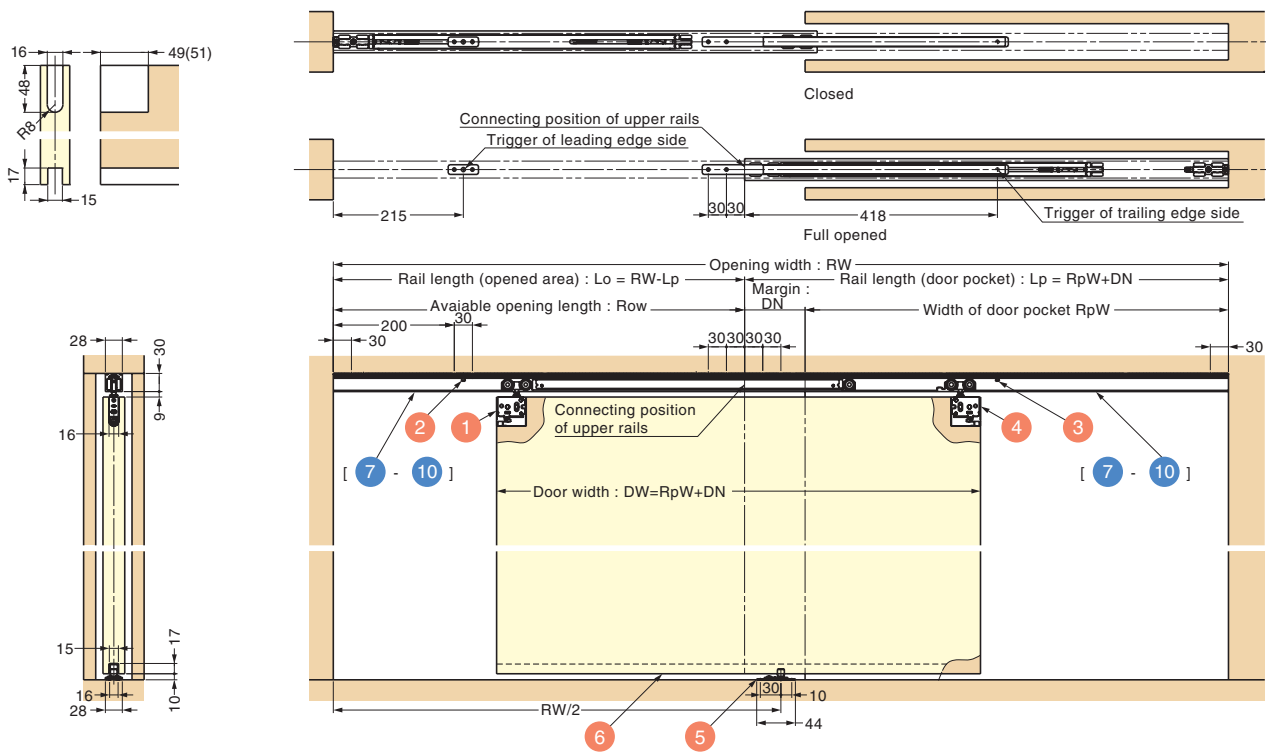 16
49(51)
48
R8
17
15
Closed
Connecting position of upper rails
Trigger of leading edge side
215
30 30
418
Trigger of trailing edge side
Full opened
Opening width : RW
Rail length (opened area) : Lo = RW-Lp
Rail length (door pocket) : Lp = RpW+DN
Margin :
DN
Avaiable opening length : Row
Width of door pocket RpW
200
30
30
30 30 30 30
30
28
30
9
16
2
1
Connecting position
of upper rails
4
3
[ 7 - 10 ]
[ 7 - 10 ]
Door width : DW=RpW+DN
15
17
16
28
10
30
10
RW/2
44
6
5